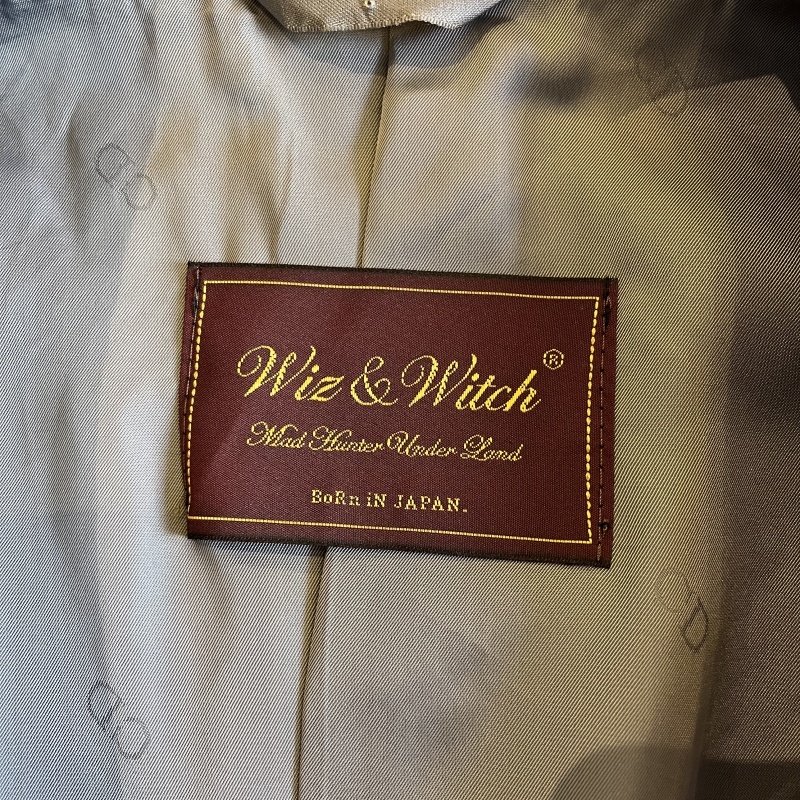 Wiz & Witch®
Mad Hunter Under Land
BoRn iN JAPAN.